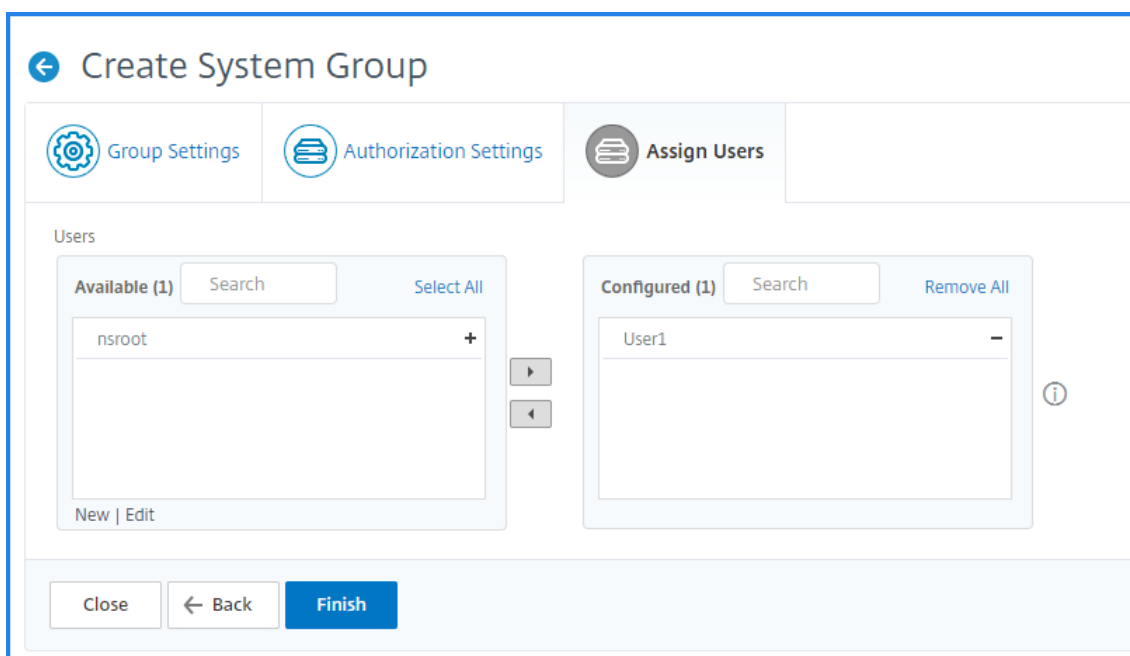 Create System Group
Group Settings
Authorization Settings
Assign Users
Users
Available (1)
Search
Select All
nsroot
New | Edit
Configured (1)
Search
Remove All
User1
Close
Back
Finish